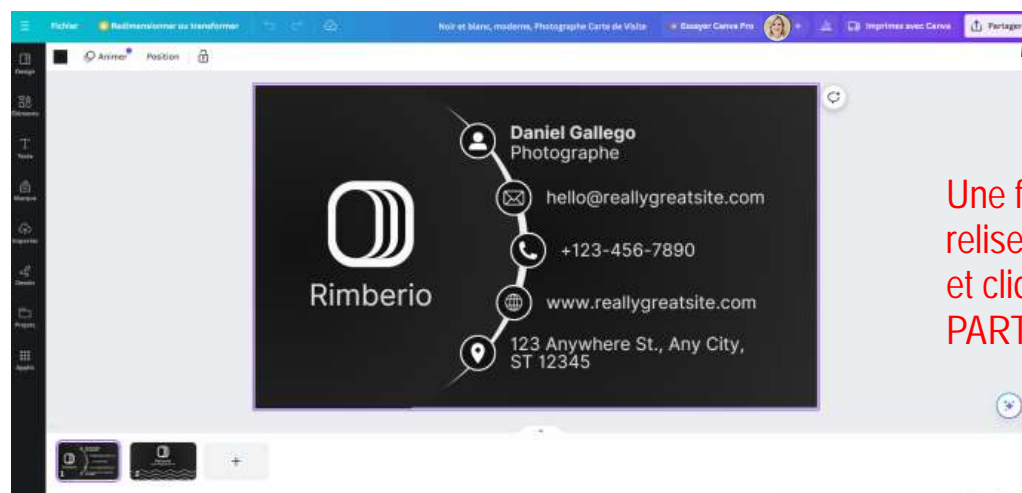 Fichier
Redimensionner ou transformer
Noir et blanc, moderne, Photographe Carte de Visite
Essayer Canva Pro
Imprimez avec Canva
Partager
Animer
Position
Design
Éléments
Texte
Marque
Importer
Dessin
Projets
Applis
Daniel Gallego
Photographe
hello@reallygreatsite.com
+123-456-7890
www.reallygreatsite.com
123 Anywhere St., Any City,
ST 12345
Rimberio
Une f
relise
et clic
PART
1
2